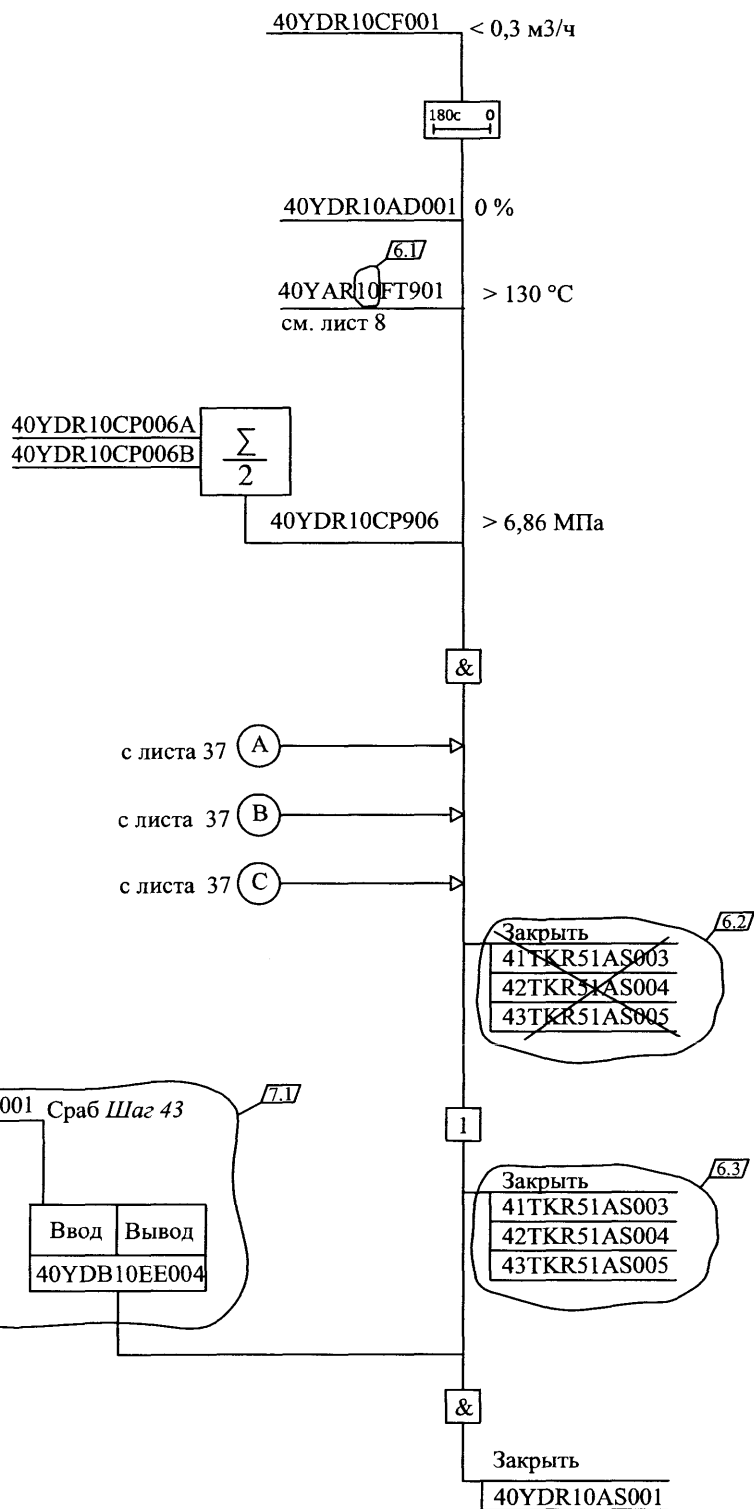 40YDR10CF001 < 0,3 м3/ч
180с 0
40YDR10AD001 0 %
6.1
40YAR10FT901 > 130 °C
см. лист 8
40YDR10CP006A
40YDR10CP006B
Σ
2
40YDR10CP906 > 6,86 МПа
&
с листа 37 A
с листа 37 B
с листа 37 C
6.2
Закрыть
41TKR51AS003
42TKR51AS004
43TKR51AS005
7.1
001 Сраб Шаг 43
1
6.3
Закрыть
41TKR51AS003
42TKR51AS004
43TKR51AS005
Ввод Вывод
40YDB10EE004
&
Закрыть
40YDR10AS001